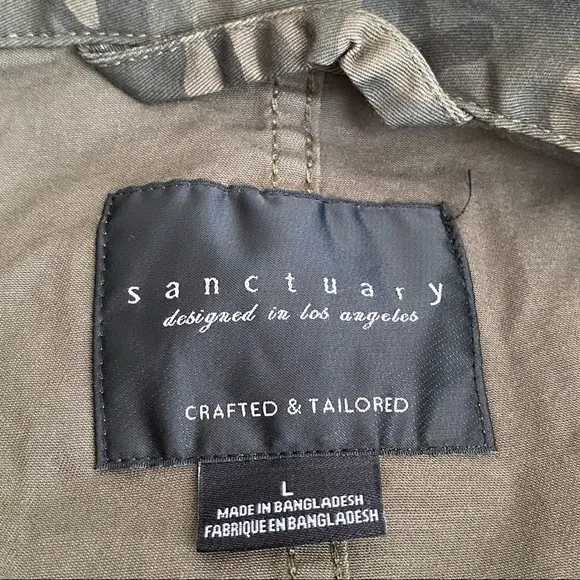 sanctuary
designed in los angeles
CRAFTED & TAILORED
L
MADE IN BANGLADESH
FABRIQUE EN BANGLADESH